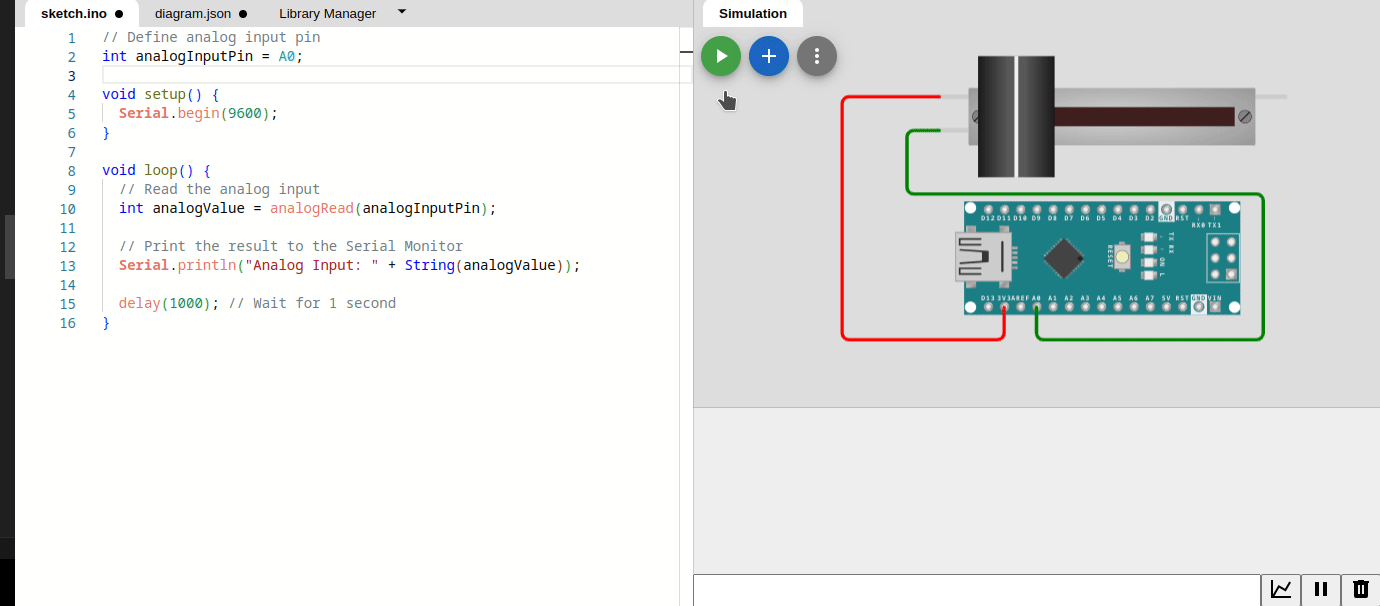 sketch.ino ● diagram.json ● Library Manager
Simulation
1 // Define analog input pin
2 int analogInputPin = A0;
3
4 void setup() {
5 Serial.begin(9600);
6 }
7
8 void loop() {
9 // Read the analog input
10 int analogValue = analogRead(analogInputPin);
11
12 // Print the result to the Serial Monitor
13 Serial.println("Analog Input: " + String(analogValue));
14
15 delay(1000); // Wait for 1 second
16 }
D12 D11 D10 D9 D8 D7 D6 D5 D4 D3 D2 GND RST
RX0 TX1
TX RX ON L
RESET
D13 3V3 AREF A0 A1 A2 A3 A4 A5 A6 A7 5V RST GND VIN